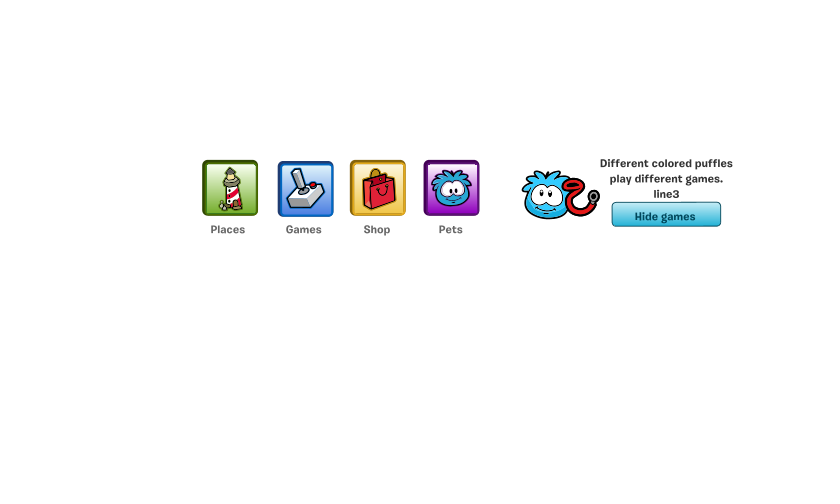 Different colored puffles
play different games.
line3
Hide games
Places
Games
Shop
Pets